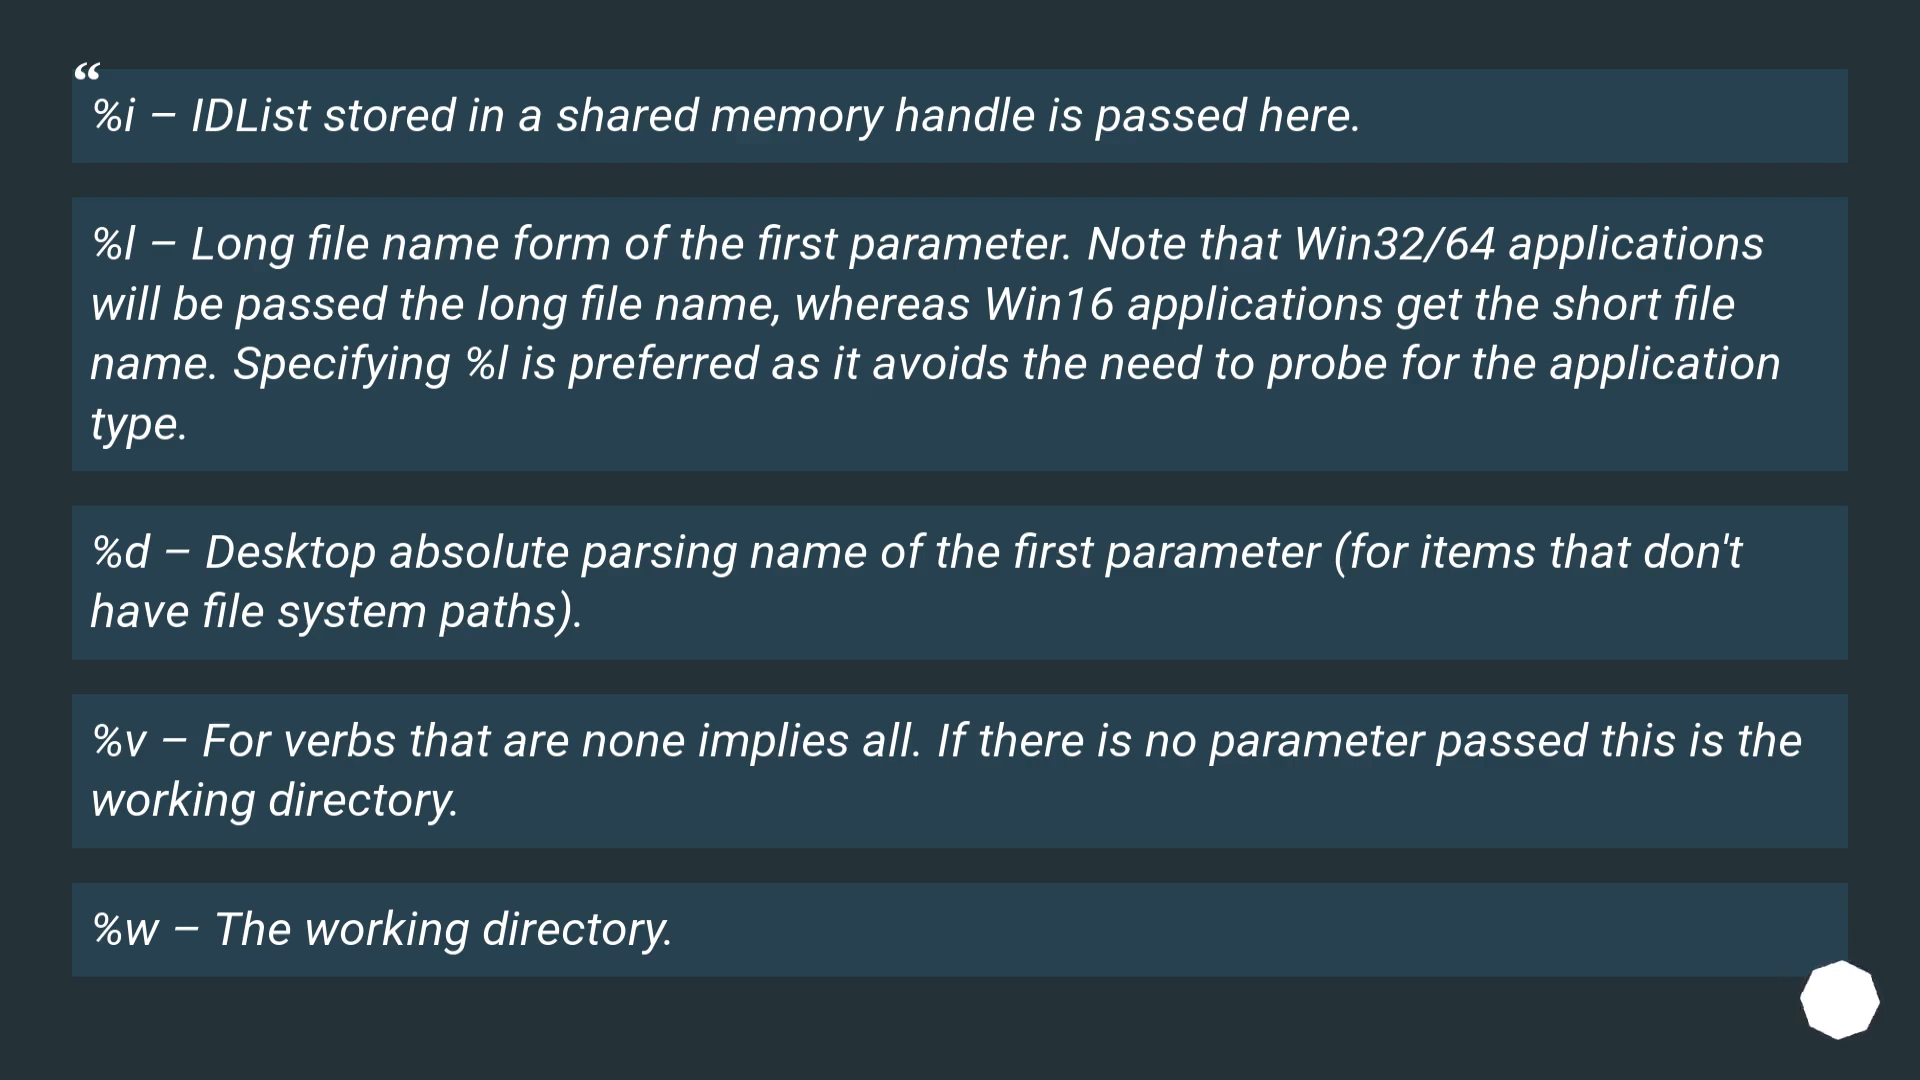 “
%i – IDList stored in a shared memory handle is passed here.
%l – Long file name form of the first parameter. Note that Win32/64 applications
will be passed the long file name, whereas Win16 applications get the short file
name. Specifying %l is preferred as it avoids the need to probe for the application
type.
%d – Desktop absolute parsing name of the first parameter (for items that don't
have file system paths).
%v – For verbs that are none implies all. If there is no parameter passed this is the
working directory.
%w – The working directory.